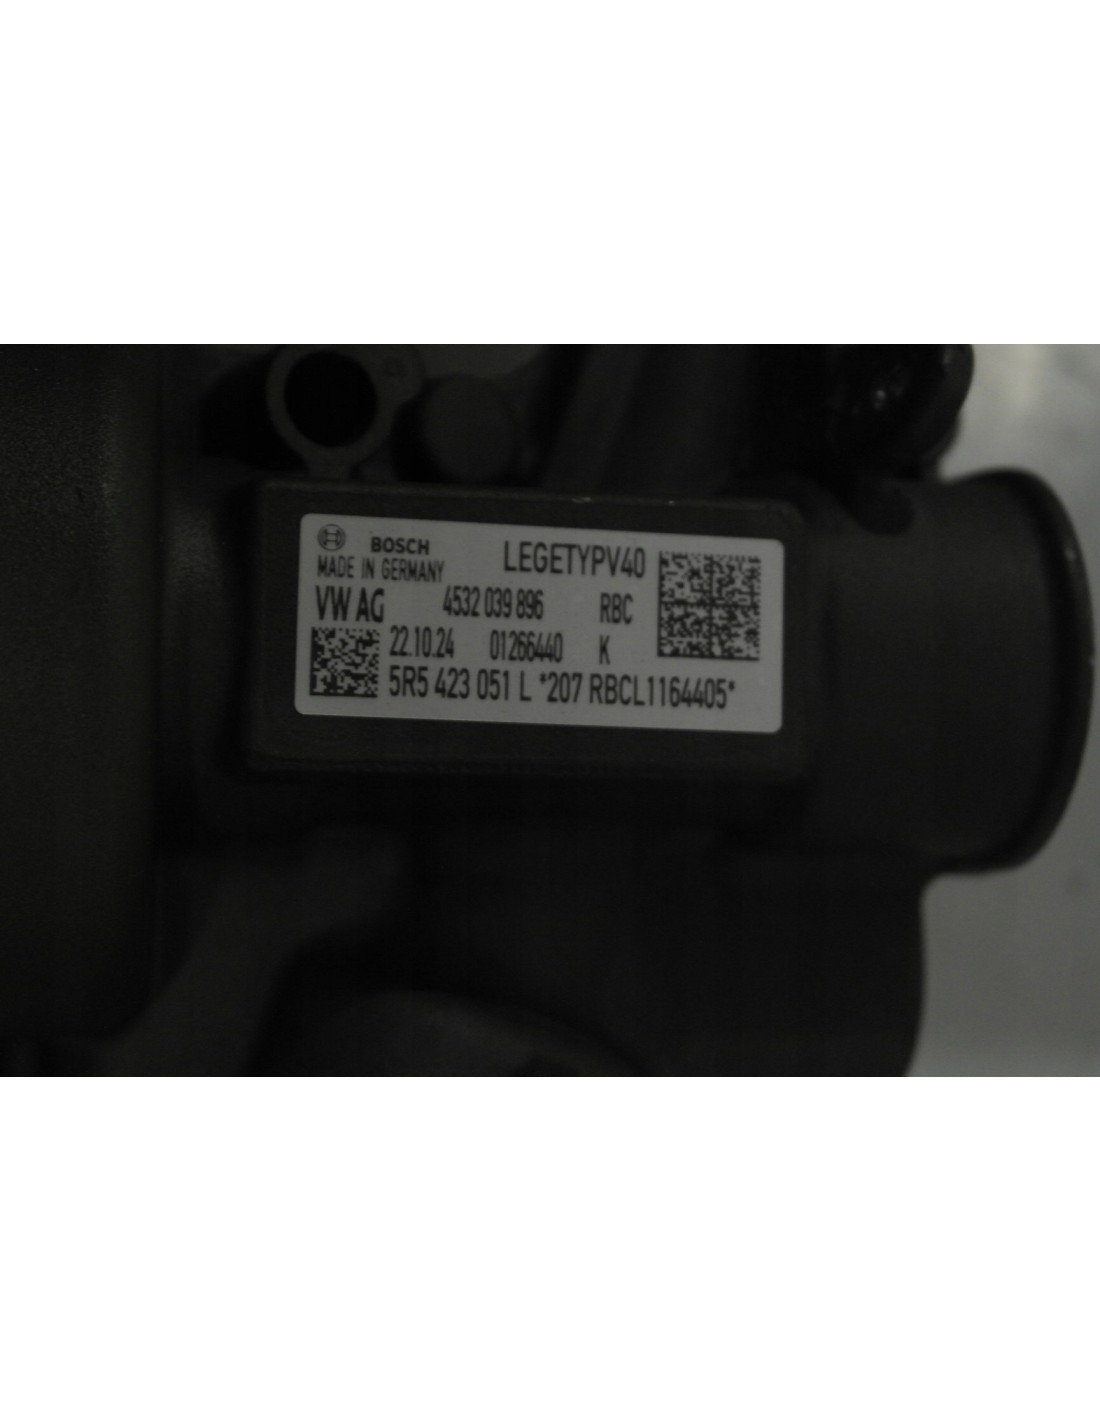 BOSCH LEGETYPV40
MADE IN GERMANY
VW AG 4532 039 896 RBC
22.10.24 01266440 K
5R5 423 051 L *207 RBCL1164405*